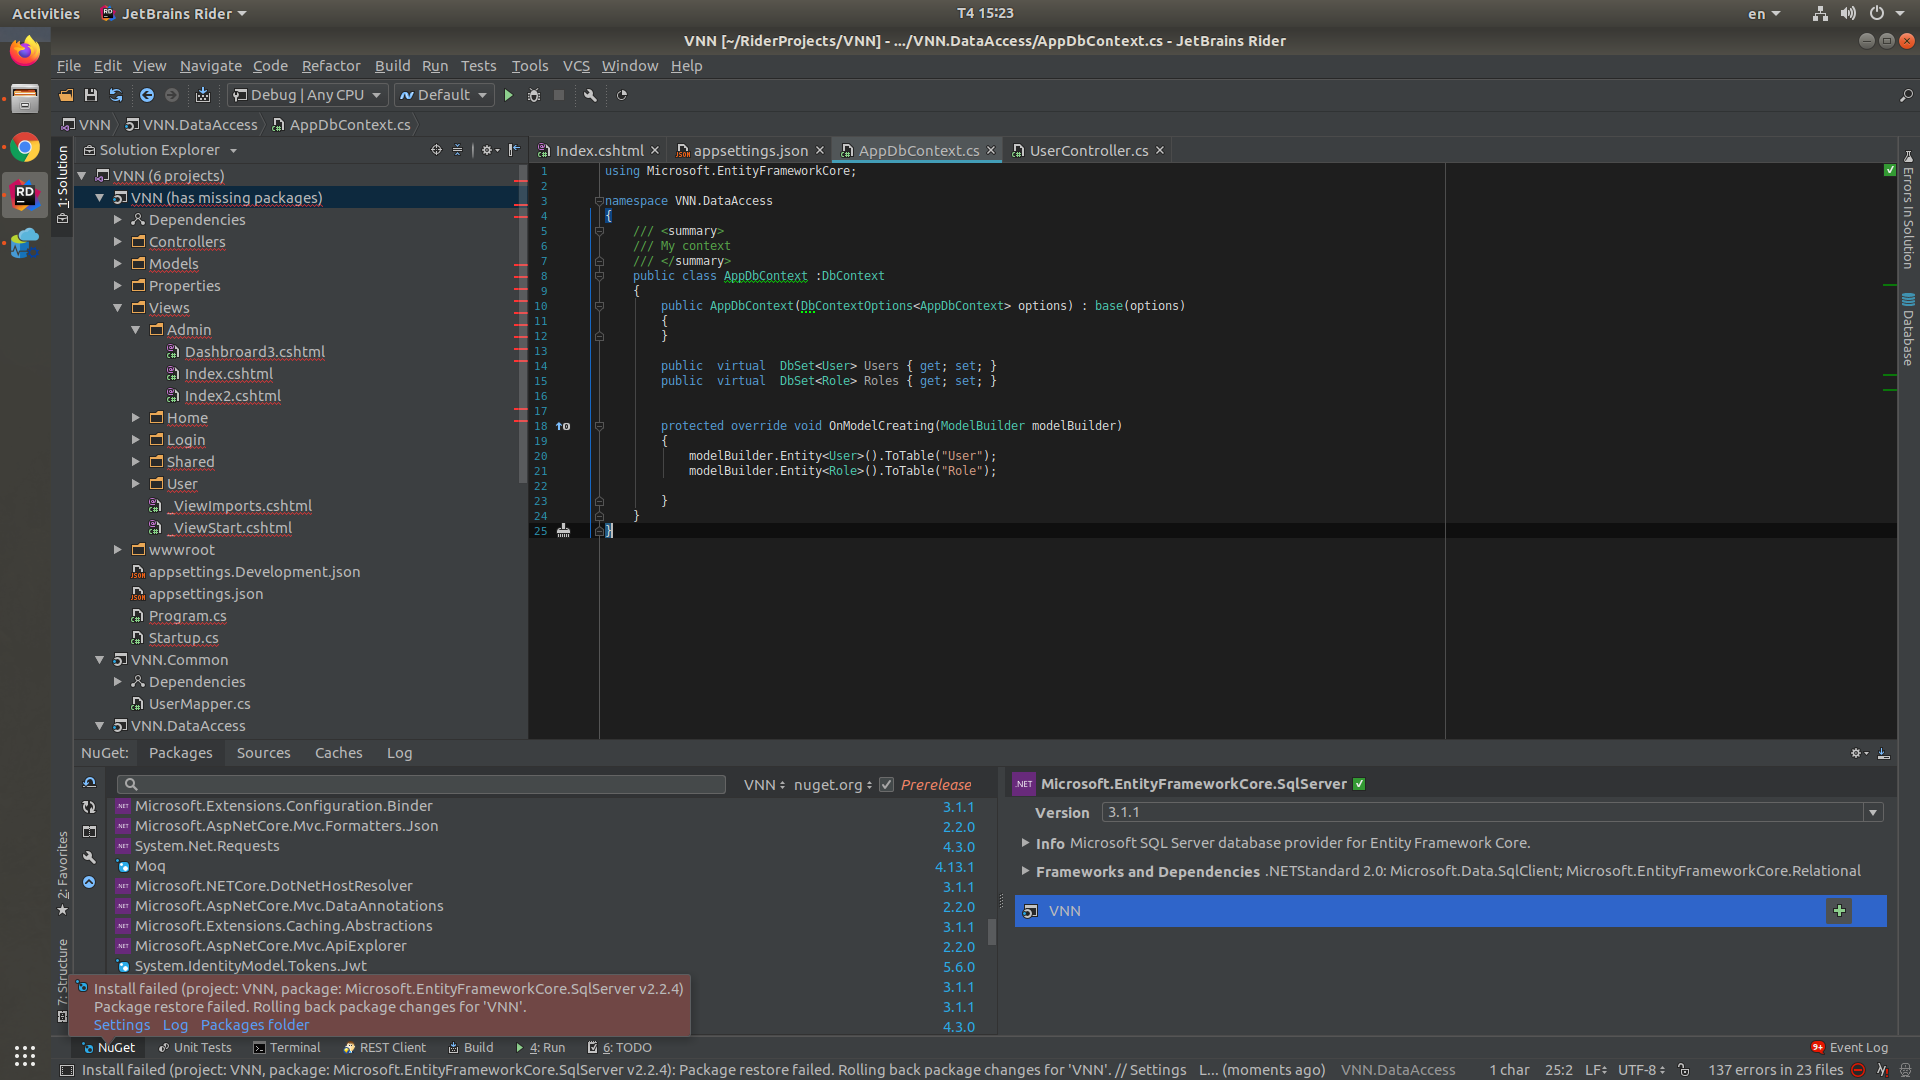 Activities JetBrains Rider T4 15:23 en
VNN [~/RiderProjects/VNN] - .../VNN.DataAccess/AppDbContext.cs - JetBrains Rider
File Edit View Navigate Code Refactor Build Run Tests Tools VCS Window Help
Debug | Any CPU Default
VNN VNN.DataAccess AppDbContext.cs
1: Solution
Solution Explorer
VNN (6 projects)
VNN (has missing packages)
Dependencies
Controllers
Models
Properties
Views
Admin
Dashbroard3.cshtml
Index.cshtml
Index2.cshtml
Home
Login
Shared
User
_ViewImports.cshtml
_ViewStart.cshtml
wwwroot
appsettings.Development.json
appsettings.json
Program.cs
Startup.cs
VNN.Common
Dependencies
UserMapper.cs
VNN.DataAccess
Index.cshtml appsettings.json AppDbContext.cs UserController.cs
1 using Microsoft.EntityFrameworkCore;
2
3 namespace VNN.DataAccess
4 {
5 /// <summary>
6 /// My context
7 /// </summary>
8 public class AppDbContext :DbContext
9 {
10 public AppDbContext(DbContextOptions<AppDbContext> options) : base(options)
11 {
12 }
13
14 public  virtual  DbSet<User> Users { get; set; }
15 public  virtual  DbSet<Role> Roles { get; set; }
16
17
18 protected override void OnModelCreating(ModelBuilder modelBuilder)
19 {
20 modelBuilder.Entity<User>().ToTable("User");
21 modelBuilder.Entity<Role>().ToTable("Role");
22
23 }
24 }
25 }
Errors In Solution
Database
2: Favorites
7: Structure
NuGet: Packages Sources Caches Log
VNN nuget.org Prerelease
Microsoft.Extensions.Configuration.Binder 3.1.1
Microsoft.AspNetCore.Mvc.Formatters.Json 2.2.0
System.Net.Requests 4.3.0
Moq 4.13.1
Microsoft.NETCore.DotNetHostResolver 3.1.1
Microsoft.AspNetCore.Mvc.DataAnnotations 2.2.0
Microsoft.Extensions.Caching.Abstractions 3.1.1
Microsoft.AspNetCore.Mvc.ApiExplorer 2.2.0
System.IdentityModel.Tokens.Jwt 5.6.0
3.1.1
3.1.1
4.3.0
Install failed (project: VNN, package: Microsoft.EntityFrameworkCore.SqlServer v2.2.4)
Package restore failed. Rolling back package changes for 'VNN'.
Settings Log Packages folder
.NET Microsoft.EntityFrameworkCore.SqlServer
Version 3.1.1
Info Microsoft SQL Server database provider for Entity Framework Core.
Frameworks and Dependencies .NETStandard 2.0: Microsoft.Data.SqlClient; Microsoft.EntityFrameworkCore.Relational
VNN
NuGet Unit Tests Terminal REST Client Build 4: Run 6: TODO 9+ Event Log
Install failed (project: VNN, package: Microsoft.EntityFrameworkCore.SqlServer v2.2.4): Package restore failed. Rolling back package changes for 'VNN'. // Settings L... (moments ago) VNN.DataAccess 1 char 25:2 LF UTF-8 137 errors in 23 files